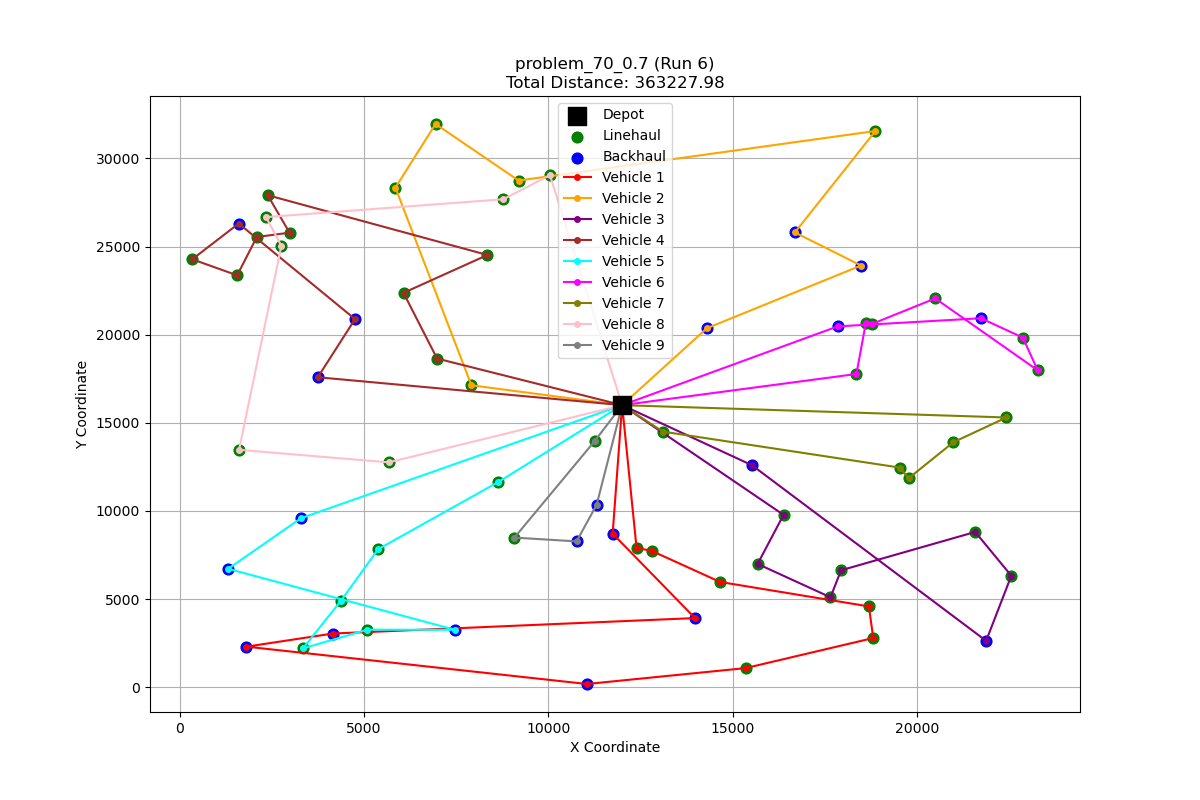 problem_70_0.7 (Run 6)
Total Distance: 363227.98
Depot
Linehaul
Backhaul
Vehicle 1
Vehicle 2
Vehicle 3
Vehicle 4
Vehicle 5
Vehicle 6
Vehicle 7
Vehicle 8
Vehicle 9
Y Coordinate
30000
25000
20000
15000
10000
5000
0
0 5000 10000 15000 20000
X Coordinate